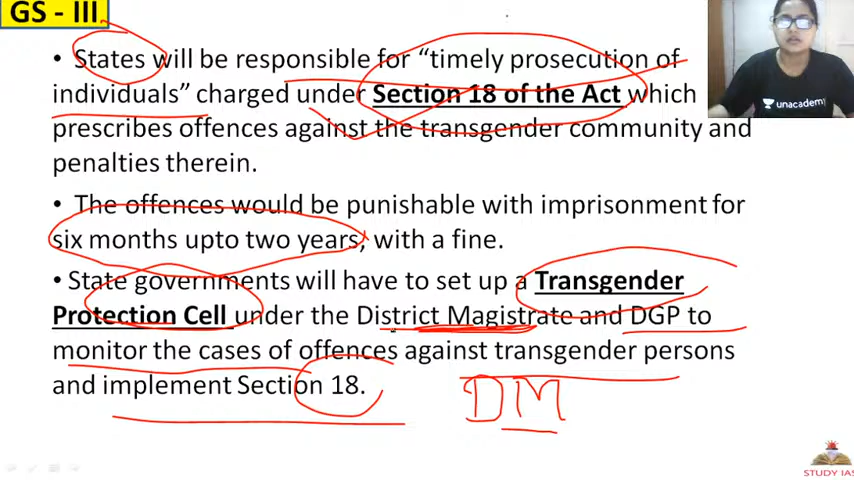 GS - III
• States will be responsible for “timely prosecution of
individuals” charged under Section 18 of the Act which
prescribes offences against the transgender community and
penalties therein.
• The offences would be punishable with imprisonment for
six months upto two years, with a fine.
• State governments will have to set up a Transgender
Protection Cell under the District Magistrate and DGP to
monitor the cases of offences against transgender persons
and implement Section 18.
DM
unacademy
STUDY IAS